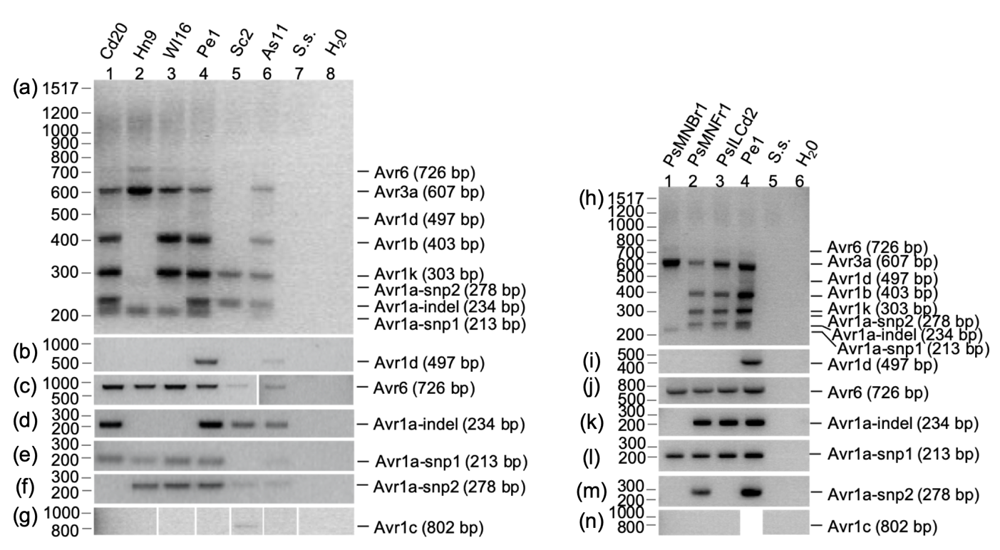 Cd20 Hn9 Wl16 Pe1 Sc2 As11 S.s. H20
1 2 3 4 5 6 7 8
(a)
1517
1200
1000
900
800
700
600
500
400
300
200
Avr6 (726 bp)
Avr3a (607 bp)
Avr1d (497 bp)
Avr1b (403 bp)
Avr1k (303 bp)
Avr1a-snp2 (278 bp)
Avr1a-indel (234 bp)
Avr1a-snp1 (213 bp)
(b) 1000
500 Avr1d (497 bp)
(c) 1000
500 Avr6 (726 bp)
(d) 300
200 Avr1a-indel (234 bp)
(e) 300
200 Avr1a-snp1 (213 bp)
(f) 300
200 Avr1a-snp2 (278 bp)
(g) 1000
800 Avr1c (802 bp)
PsMNBr1 PsMNFr1 PsILCd2 Pe1 S.s. H20
1 2 3 4 5 6
(h)
1517
1200
1000
800
700
600
500
400
300
200
Avr6 (726 bp)
Avr3a (607 bp)
Avr1d (497 bp)
Avr1b (403 bp)
Avr1k (303 bp)
Avr1a-snp2 (278 bp)
Avr1a-indel (234 bp)
Avr1a-snp1 (213 bp)
(i) 500
400 Avr1d (497 bp)
(j) 800
500 Avr6 (726 bp)
(k) 300
200 Avr1a-indel (234 bp)
(l) 300
200 Avr1a-snp1 (213 bp)
(m) 300
200 Avr1a-snp2 (278 bp)
(n) 1000
800 Avr1c (802 bp)